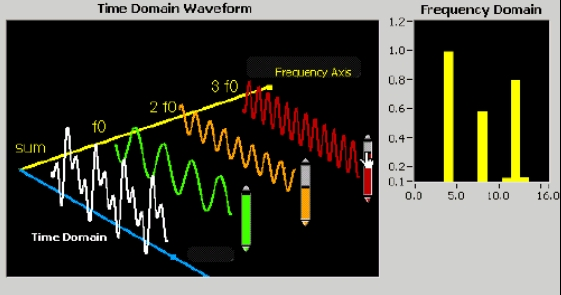 Time Domain Waveform
Frequency Domain
Frequency Axis
3 f0
2 f0
f0
sum
Time Domain
1.2
1.0
0.8
0.6
0.4
0.2
0.1
0.0 5.0 10.0 16.0